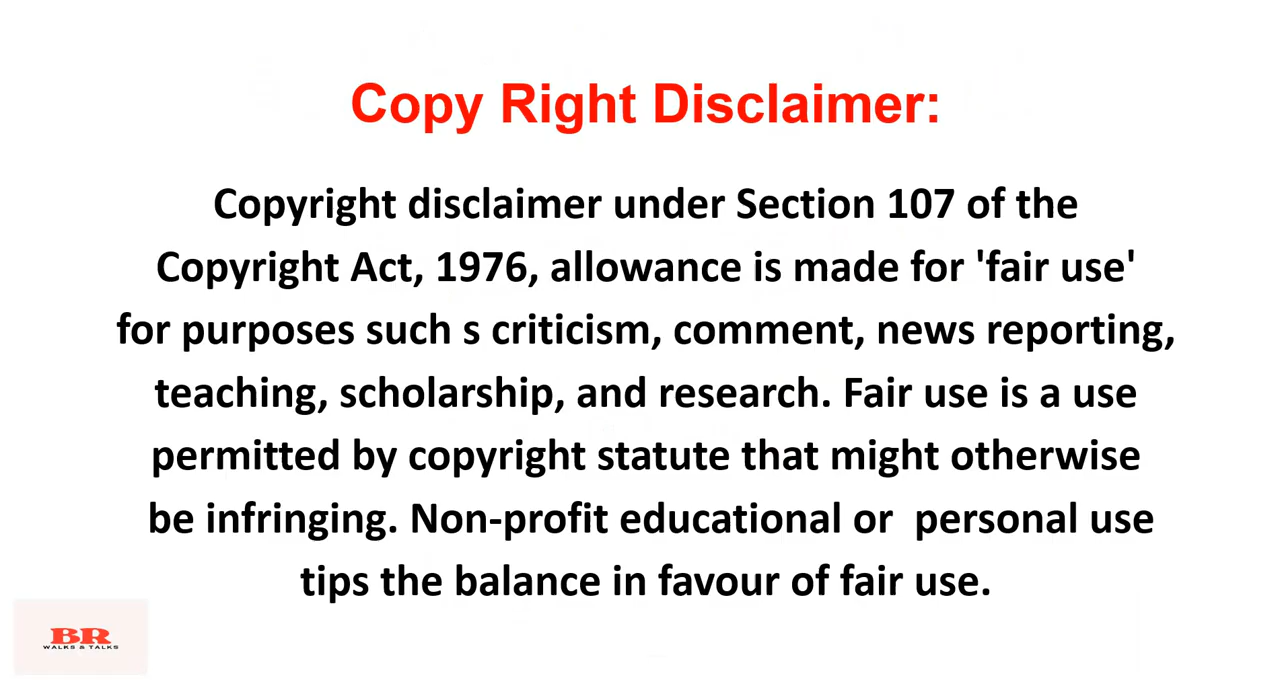 Copy Right Disclaimer:
Copyright disclaimer under Section 107 of the
Copyright Act, 1976, allowance is made for 'fair use'
for purposes such s criticism, comment, news reporting,
teaching, scholarship, and research. Fair use is a use
permitted by copyright statute that might otherwise
be infringing. Non-profit educational or  personal use
tips the balance in favour of fair use.
BR
WALKS & TALKS